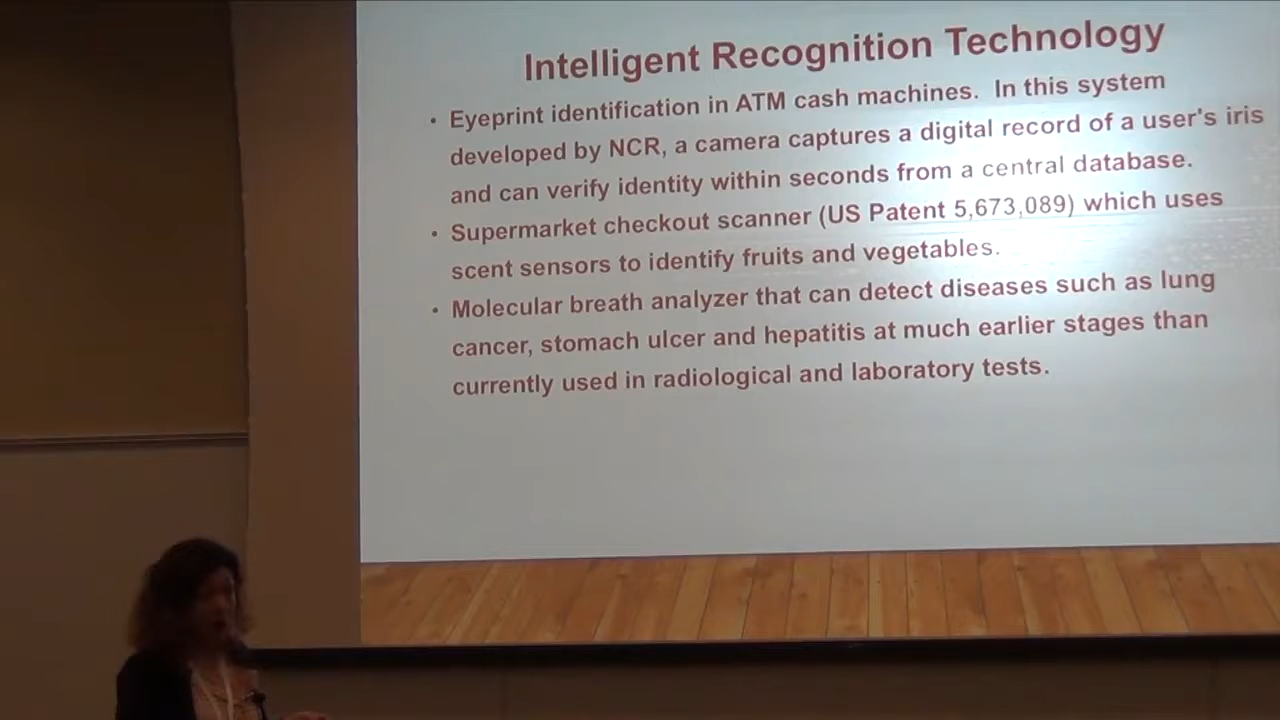 Intelligent Recognition Technology
• Eyeprint identification in ATM cash machines. In this system
developed by NCR, a camera captures a digital record of a user's iris
and can verify identity within seconds from a central database.
• Supermarket checkout scanner (US Patent 5,673,089) which uses
scent sensors to identify fruits and vegetables.
• Molecular breath analyzer that can detect diseases such as lung
cancer, stomach ulcer and hepatitis at much earlier stages than
currently used in radiological and laboratory tests.